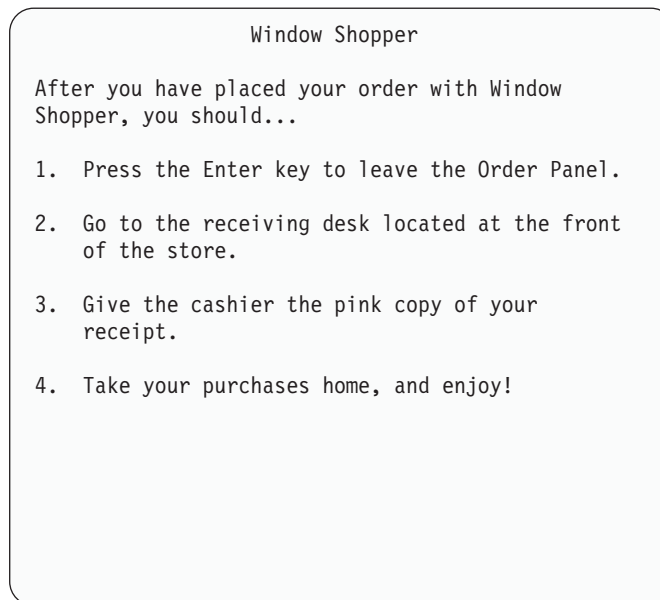 Window Shopper
After you have placed your order with Window
Shopper, you should...
1. Press the Enter key to leave the Order Panel.
2. Go to the receiving desk located at the front
of the store.
3. Give the cashier the pink copy of your
receipt.
4. Take your purchases home, and enjoy!